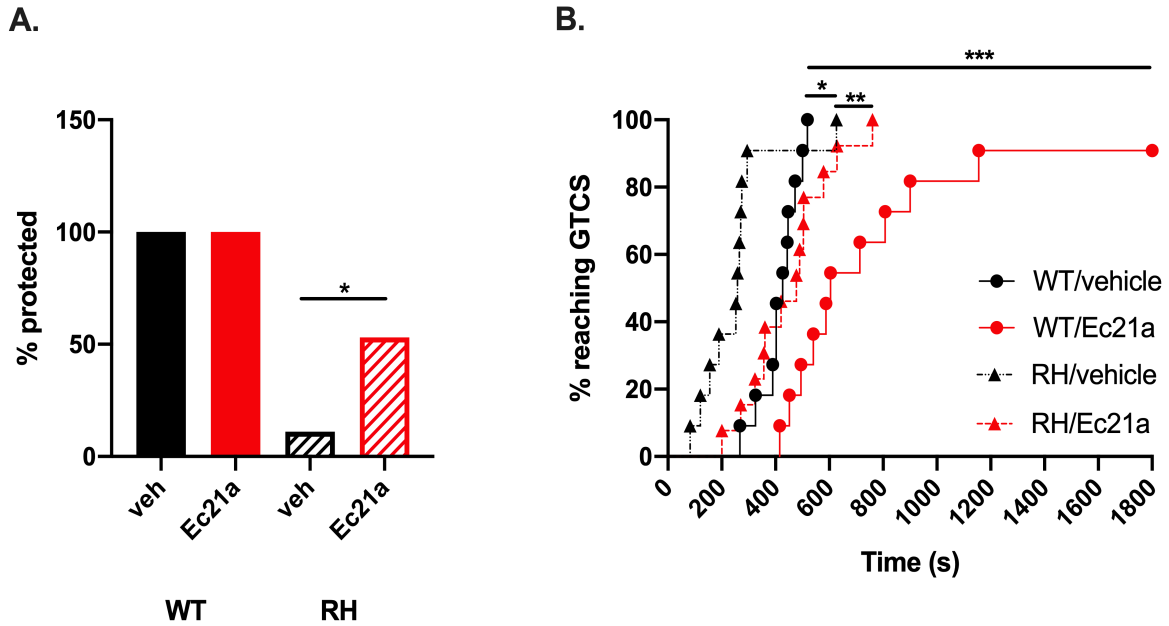 A.
% protected
150
100
50
0
*
veh
Ec21a
veh
Ec21a
WT
RH
B.
% reaching GTCS
100
80
60
40
20
0
***
*
**
WT/vehicle
WT/Ec21a
RH/vehicle
RH/Ec21a
0
200
400
600
800
1000
1200
1400
1600
1800
Time (s)